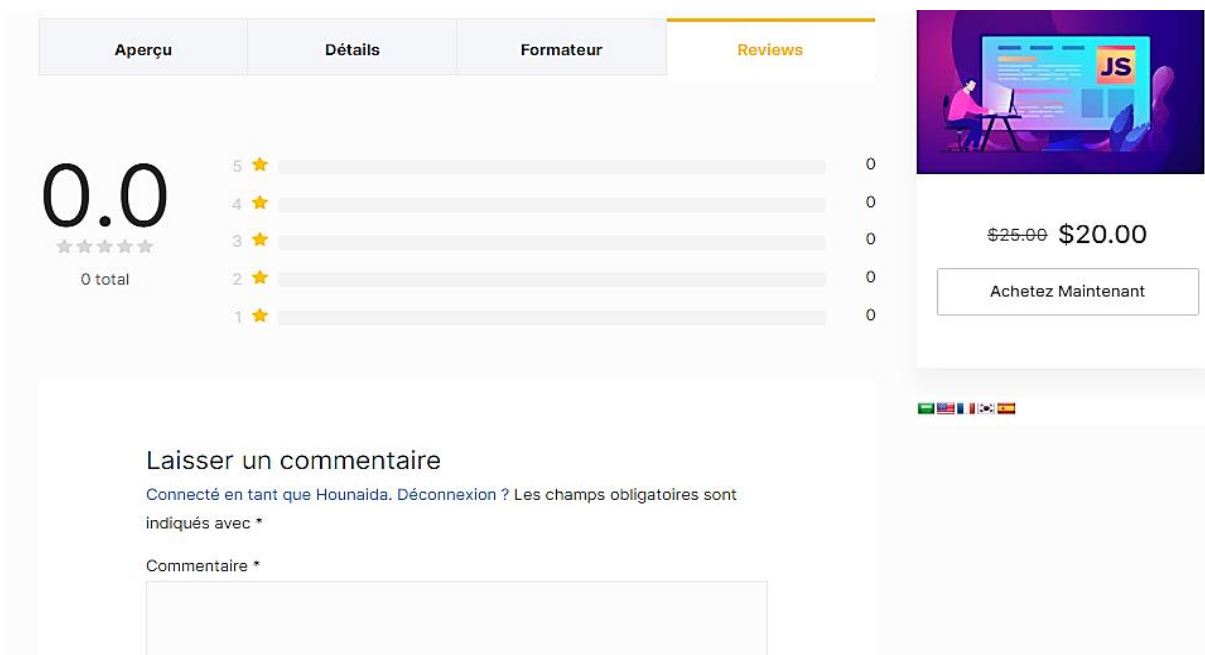 Aperçu Détails Formateur Reviews
JS
0.0
0 total
5 0
4 0
3 0
2 0
1 0
$25.00 $20.00
Achetez Maintenant
Laisser un commentaire
Connecté en tant que Hounaida. Déconnexion ? Les champs obligatoires sont
indiqués avec *
Commentaire *